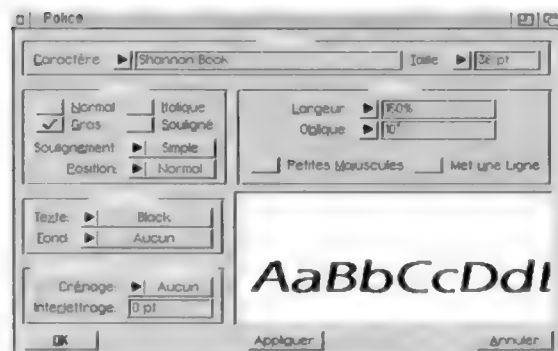 Police
Caractère: Shannon Book Taille 36 pt
Normal Italique
Gras Souligné
Soulignement Simple
Position: Normal
Largeur: 150%
Oblique 10°
Petites Majuscules Met une Ligne
Texte: Black
Fond: Aucun
Crénage: Aucun
Interlettrage: 0 pt
AaBbCcDd
OK Appliquer Annuler